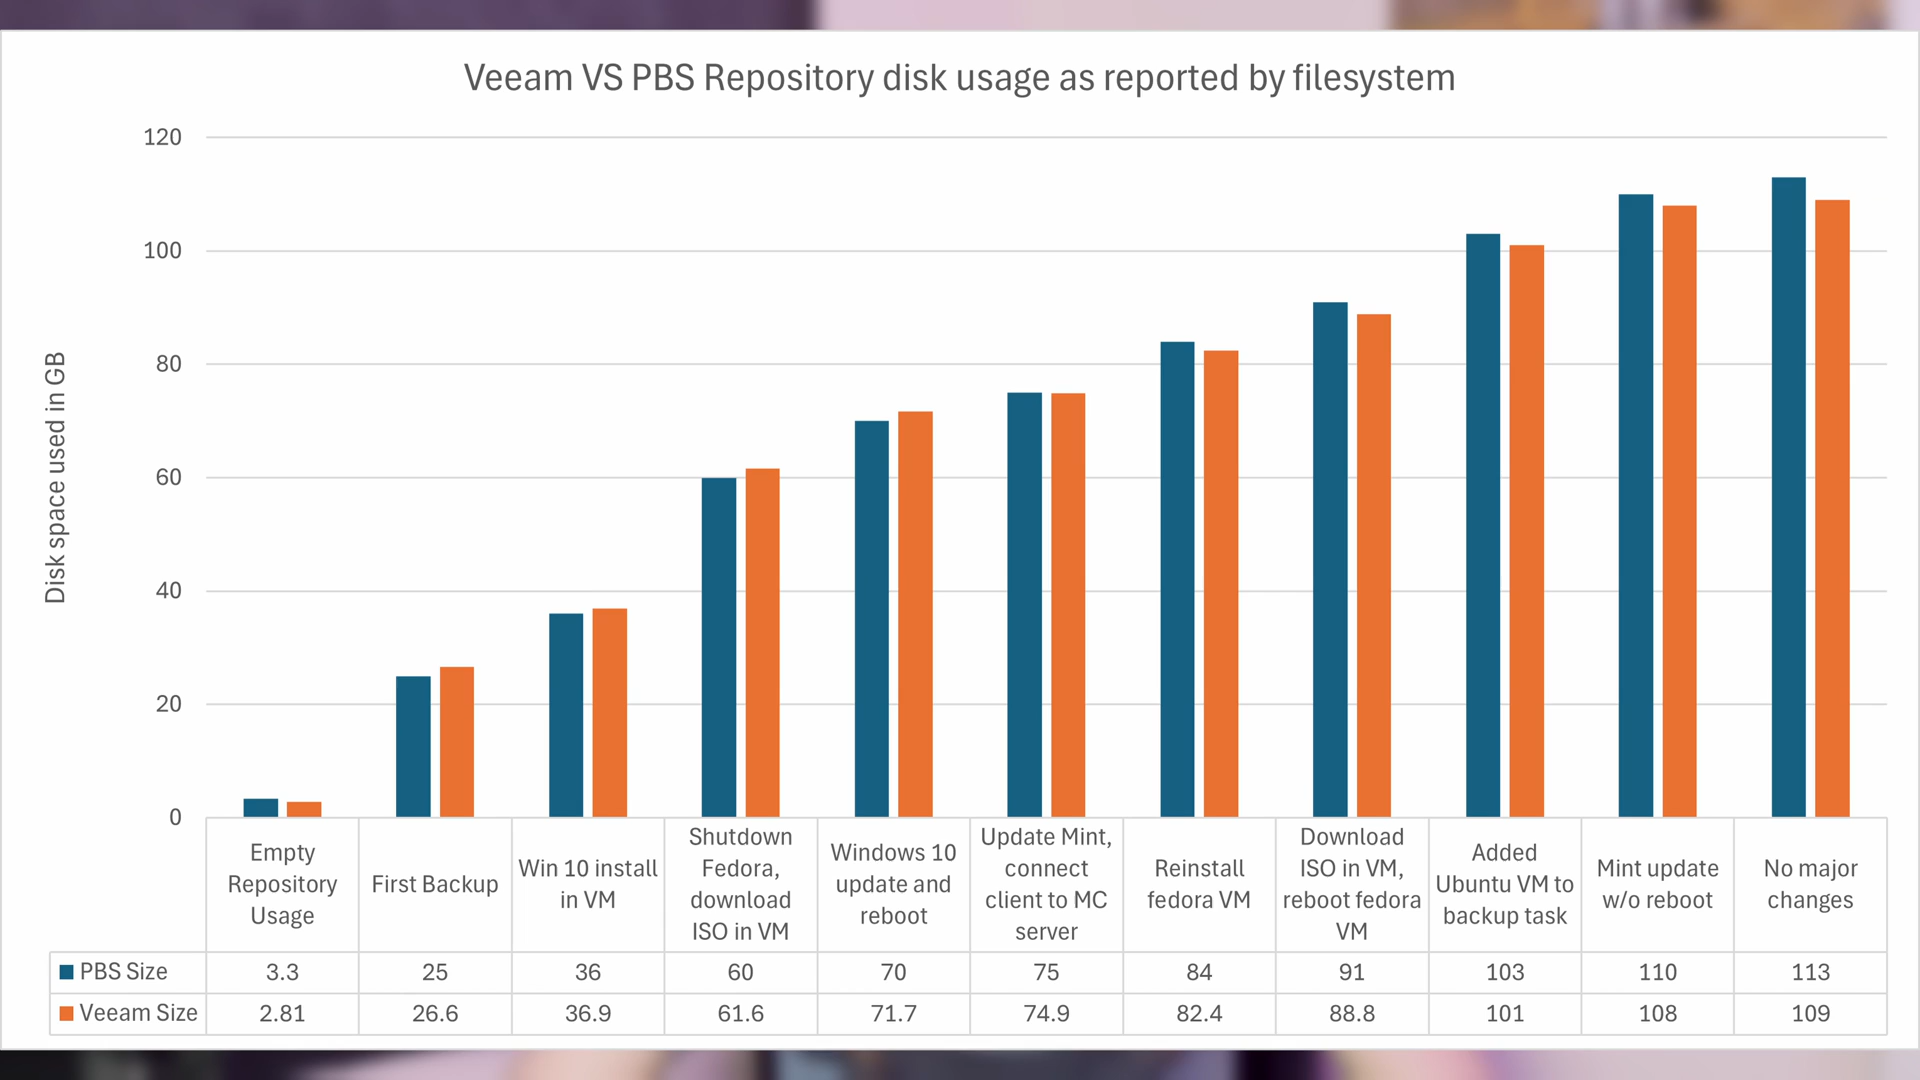 Veeam VS PBS Repository disk usage as reported by filesystem
Disk space used in GB
120
100
80
60
40
20
0
Empty
Repository
Usage
First Backup
Win 10 install
in VM
Shutdown
Fedora,
download
ISO in VM
Windows 10
update and
reboot
Update Mint,
connect
client to MC
server
Reinstall
fedora VM
Download
ISO in VM,
reboot fedora
VM
Added
Ubuntu VM to
backup task
Mint update
w/o reboot
No major
changes
PBS Size 3.3 25 36 60 70 75 84 91 103 110 113
Veeam Size 2.81 26.6 36.9 61.6 71.7 74.9 82.4 88.8 101 108 109